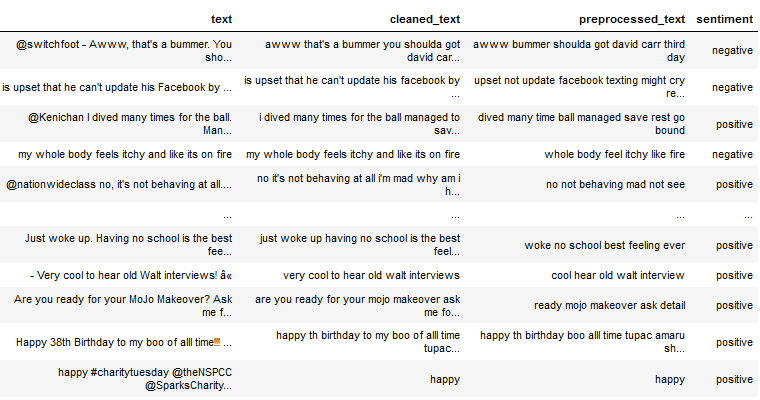 text cleaned_text preprocessed_text sentiment
@switchfoot - Awww, that's a bummer. You sho... awww that's a bummer you shoulda got david car... awww bummer shoulda got david carr third day negative
is upset that he can't update his Facebook by ... is upset that he can't update his facebook by ... upset not update facebook texting might cry re... negative
@Kenichan I dived many times for the ball. Man... i dived many times for the ball managed to sav... dived many time ball managed save rest go bound positive
my whole body feels itchy and like its on fire my whole body feels itchy and like its on fire whole body feel itchy like fire negative
@nationwideclass no, it's not behaving at all.... no it's not behaving at all i'm mad why am i h... no not behaving mad not see positive
... ... ... ...
Just woke up. Having no school is the best fee... just woke up having no school is the best feel... woke no school best feeling ever positive
- Very cool to hear old Walt interviews! â« very cool to hear old walt interviews cool hear old walt interview positive
Are you ready for your MoJo Makeover? Ask me f... are you ready for your mojo makeover ask me fo... ready mojo makeover ask detail positive
Happy 38th Birthday to my boo of alll time!!! ... happy th birthday to my boo of alll time tupac... happy th birthday boo alll time tupac amaru sh... positive
happy #charitytuesday @theNSPCC @SparksCharity... happy happy positive